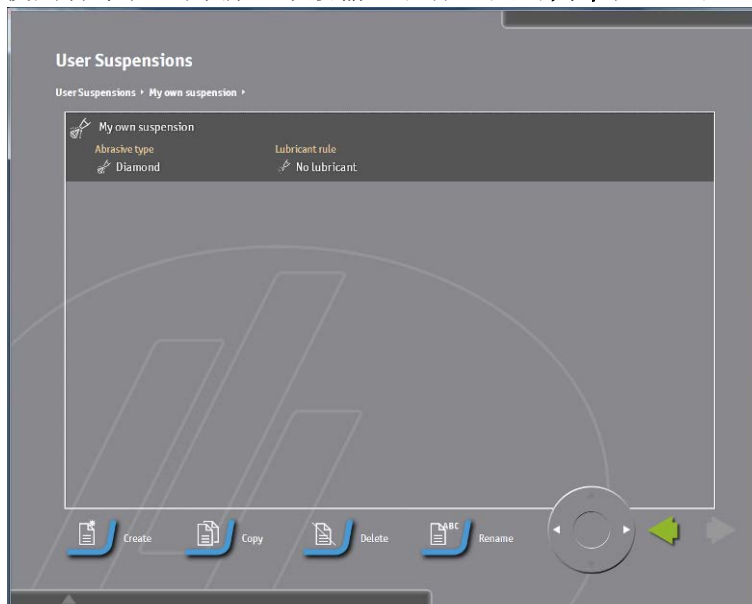 User Suspensions
User Suspensions ‣ My own suspension ‣
My own suspension
Abrasive type Lubricant rule
Diamond No lubricant
Create Copy Delete ABC Rename